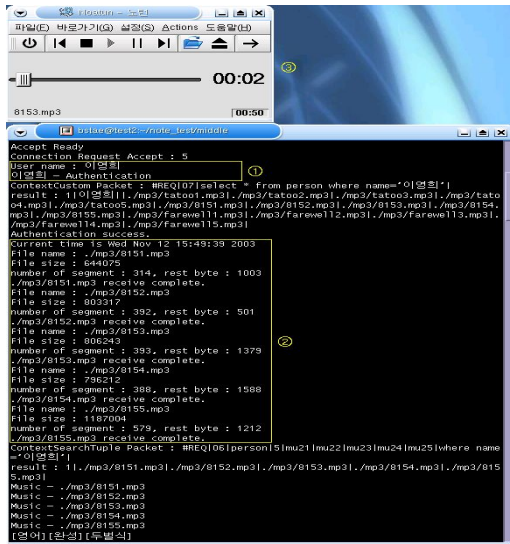 Noatun - 노턴
파일(F) 바로가기(G) 설정(S) Actions 도움말(H)
00:02
③
8153.mp3 00:50
bstae@test2:~/note_test/middle
Accept Ready
Connection Request Accept : 5
User name : 이영희
이영희 - Authentication
①
ContextCustom Packet : #REQ|07|select * from person where name='이영희'|
result : 1|이영희||./mp3/tatoo1.mp3|./mp3/tatoo2.mp3|./mp3/tatoo3.mp3|./mp3/tato
o4.mp3|./mp3/tatoo5.mp3|./mp3/8151.mp3|./mp3/8152.mp3|./mp3/8153.mp3|./mp3/8154.
mp3|./mp3/8155.mp3|./mp3/farewell1.mp3|./mp3/farewell2.mp3|./mp3/farewell3.mp3|.
/mp3/farewell4.mp3|./mp3/farewell5.mp3|
Authentication success.
Current time is Wed Nov 12 15:49:39 2003
File name : ./mp3/8151.mp3
File size : 644075
number of segment : 314, rest byte : 1003
./mp3/8151.mp3 receive complete.
File name : ./mp3/8152.mp3
File size : 803317
number of segment : 392, rest byte : 501
./mp3/8152.mp3 receive complete.
File name : ./mp3/8153.mp3
File size : 806243
②
number of segment : 393, rest byte : 1379
./mp3/8153.mp3 receive complete.
File name : ./mp3/8154.mp3
File size : 796212
number of segment : 388, rest byte : 1588
./mp3/8154.mp3 receive complete.
File name : ./mp3/8155.mp3
File size : 1187004
number of segment : 579, rest byte : 1212
./mp3/8155.mp3 receive complete.
ContextSearchTuple Packet : #REQ|06|person|5|mu21|mu22|mu23|mu24|mu25|where name
='이영희'|
result : 1|./mp3/8151.mp3|./mp3/8152.mp3|./mp3/8153.mp3|./mp3/8154.mp3|./mp3/815
5.mp3|
Music - ./mp3/8151.mp3
Music - ./mp3/8152.mp3
Music - ./mp3/8153.mp3
Music - ./mp3/8154.mp3
Music - ./mp3/8155.mp3
[영어][완성][두벌식]